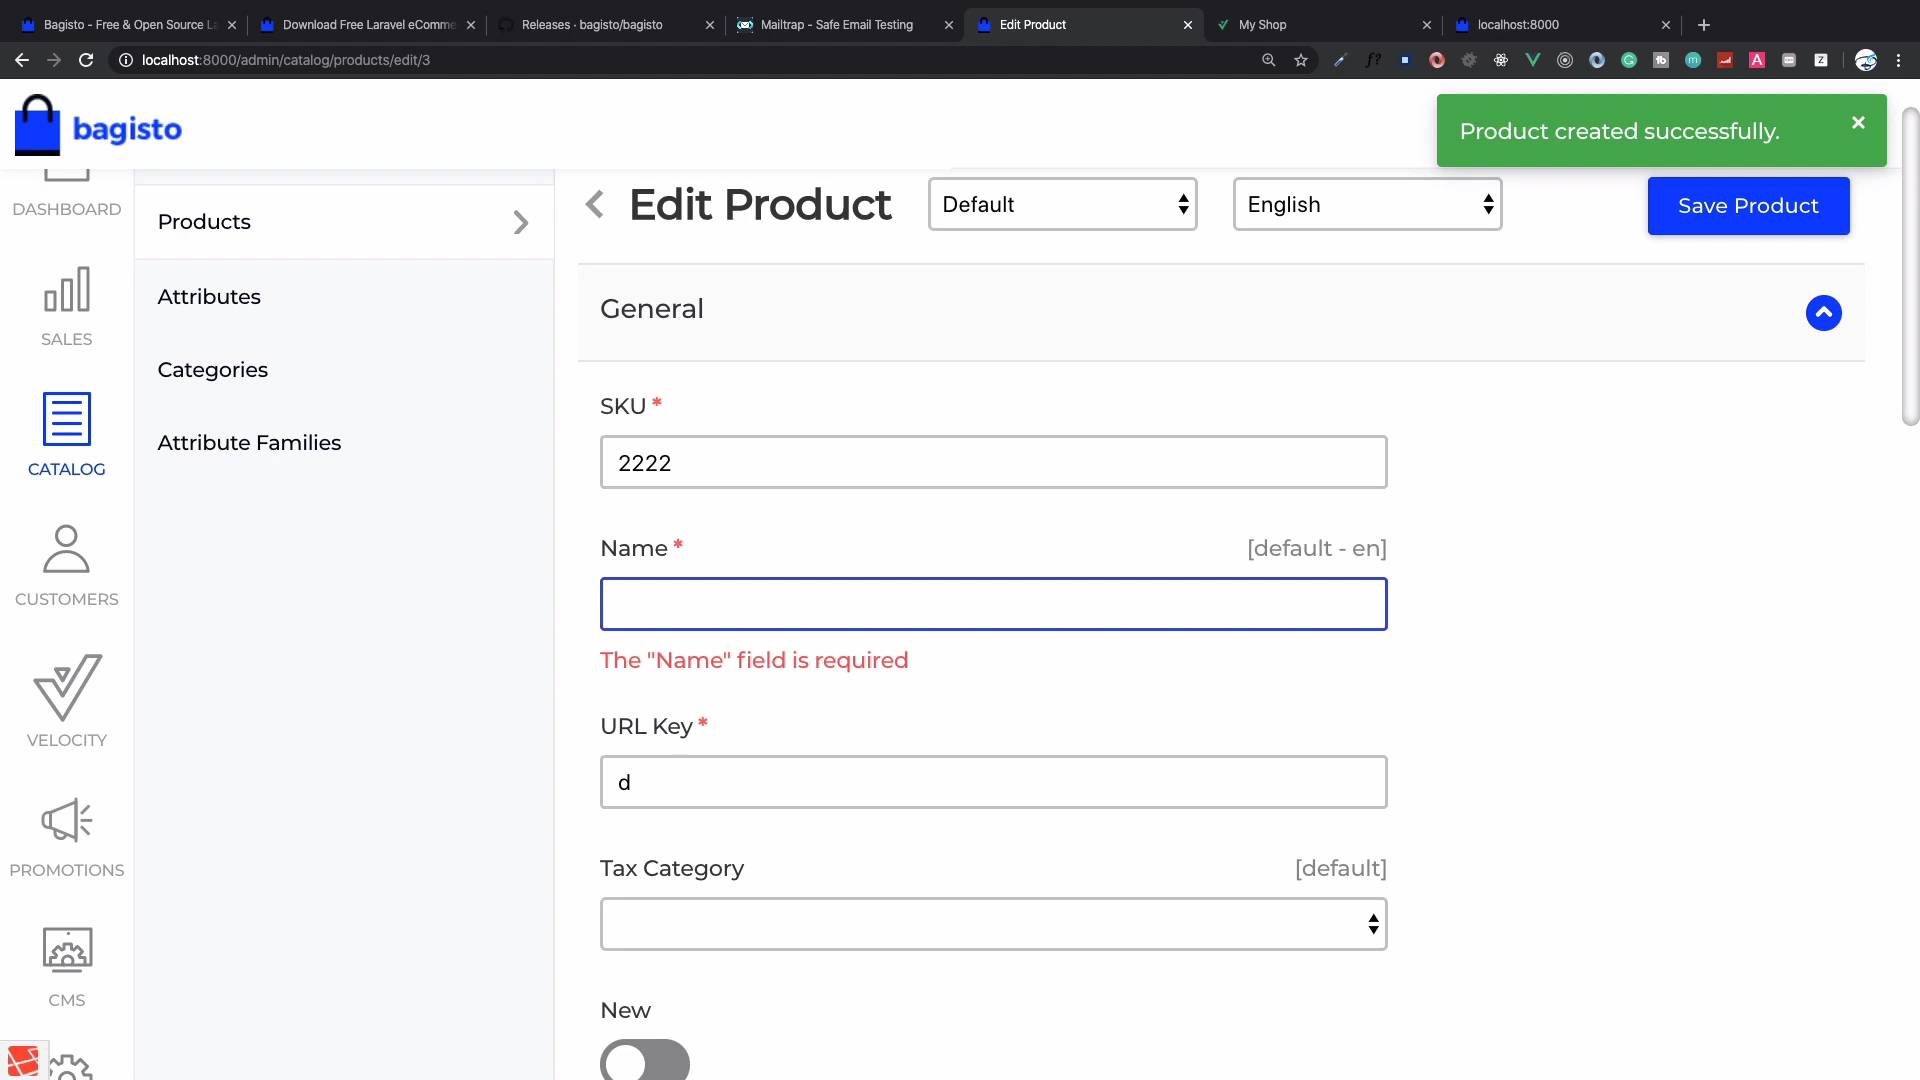 Bagisto - Free & Open Source La
Download Free Laravel eComme
Releases · bagisto/bagisto
Mailtrap - Safe Email Testing
Edit Product
My Shop
localhost:8000
localhost:8000/admin/catalog/products/edit/3
bagisto
Product created successfully.
DASHBOARD
SALES
CATALOG
CUSTOMERS
VELOCITY
PROMOTIONS
CMS
Products
Attributes
Categories
Attribute Families
Edit Product
Default
English
Save Product
General
SKU *
2222
Name *
[default - en]
The "Name" field is required
URL Key *
d
Tax Category
[default]
New